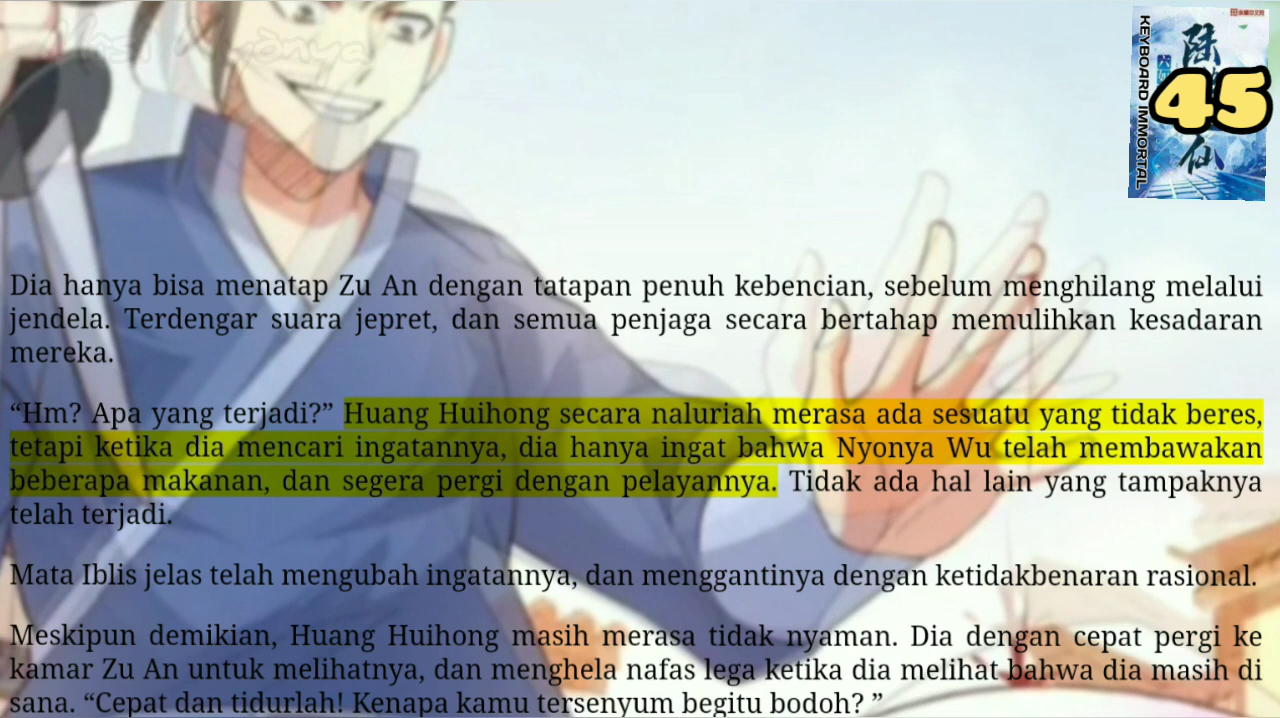 KEYBOARD IMMORTAL
45
Dia hanya bisa menatap Zu An dengan tatapan penuh kebencian, sebelum menghilang melalui
jendela. Terdengar suara jepret, dan semua penjaga secara bertahap memulihkan kesadaran
mereka.
“Hm? Apa yang terjadi?” Huang Huihong secara naluriah merasa ada sesuatu yang tidak beres,
tetapi ketika dia mencari ingatannya, dia hanya ingat bahwa Nyonya Wu telah membawakan
beberapa makanan, dan segera pergi dengan pelayannya. Tidak ada hal lain yang tampaknya
telah terjadi.
Mata Iblis jelas telah mengubah ingatannya, dan menggantinya dengan ketidakbenaran rasional.
Meskipun demikian, Huang Huihong masih merasa tidak nyaman. Dia dengan cepat pergi ke
kamar Zu An untuk melihatnya, dan menghela nafas lega ketika dia melihat bahwa dia masih di
sana. “Cepat dan tidurlah! Kenapa kamu tersenyum begitu bodoh? ”